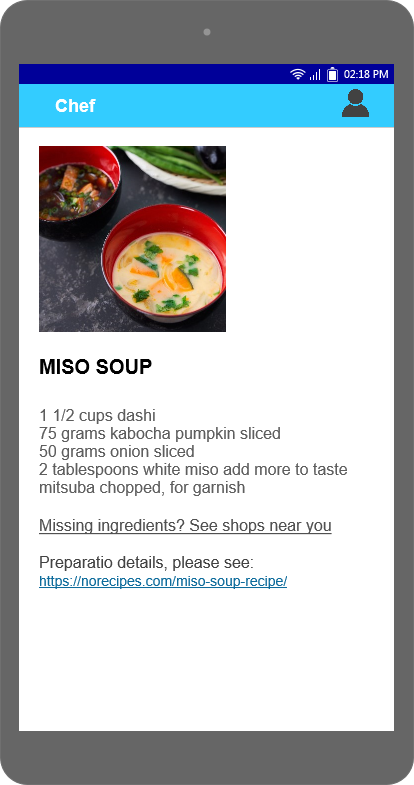 02:18 PM
Chef
MISO SOUP
1 1/2 cups dashi
75 grams kabocha pumpkin sliced
50 grams onion sliced
2 tablespoons white miso add more to taste
mitsuba chopped, for garnish
Missing ingredients? See shops near you
Preparatio details, please see:
https://norecipes.com/miso-soup-recipe/